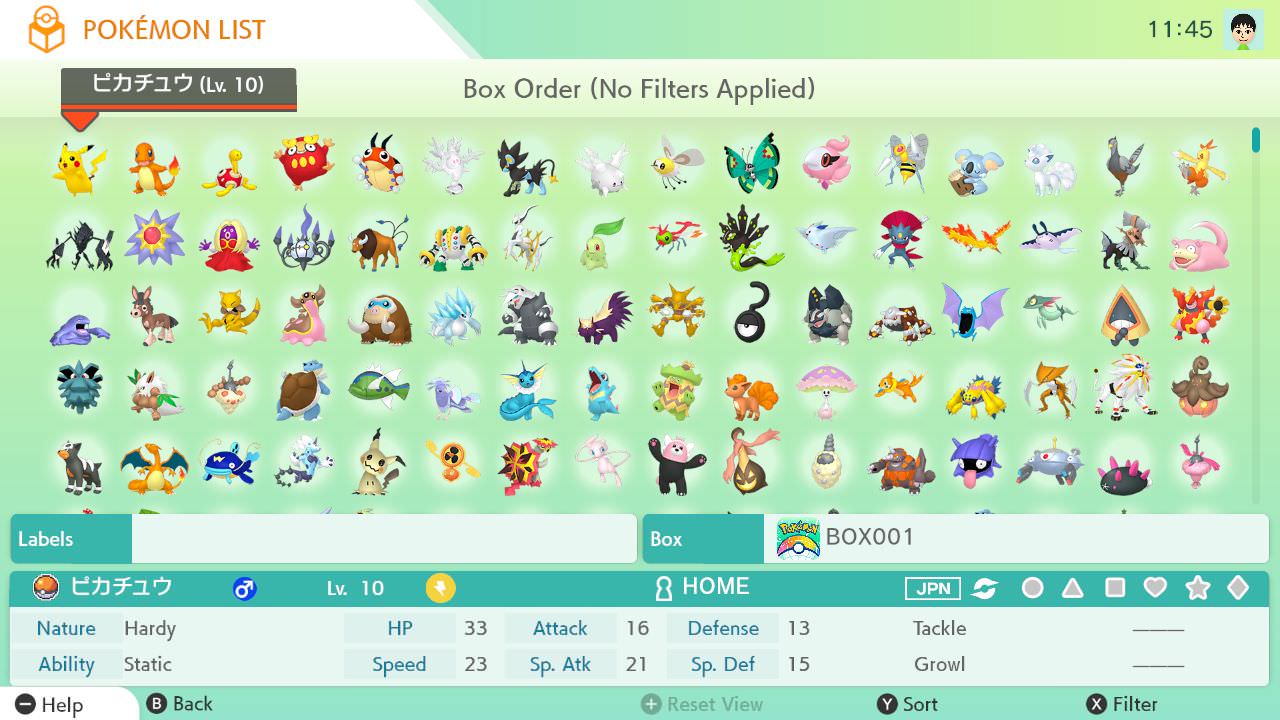 POKÉMON LIST
11:45
ピカチュウ (Lv. 10)
Box Order (No Filters Applied)
Labels
Box
Pokémon
BOX001
ピカチュウ Lv. 10 HOME JPN
Nature Hardy HP 33 Attack 16 Defense 13 Tackle ———
Ability Static Speed 23 Sp. Atk 21 Sp. Def 15 Growl ———
Help B Back Reset View Y Sort X Filter